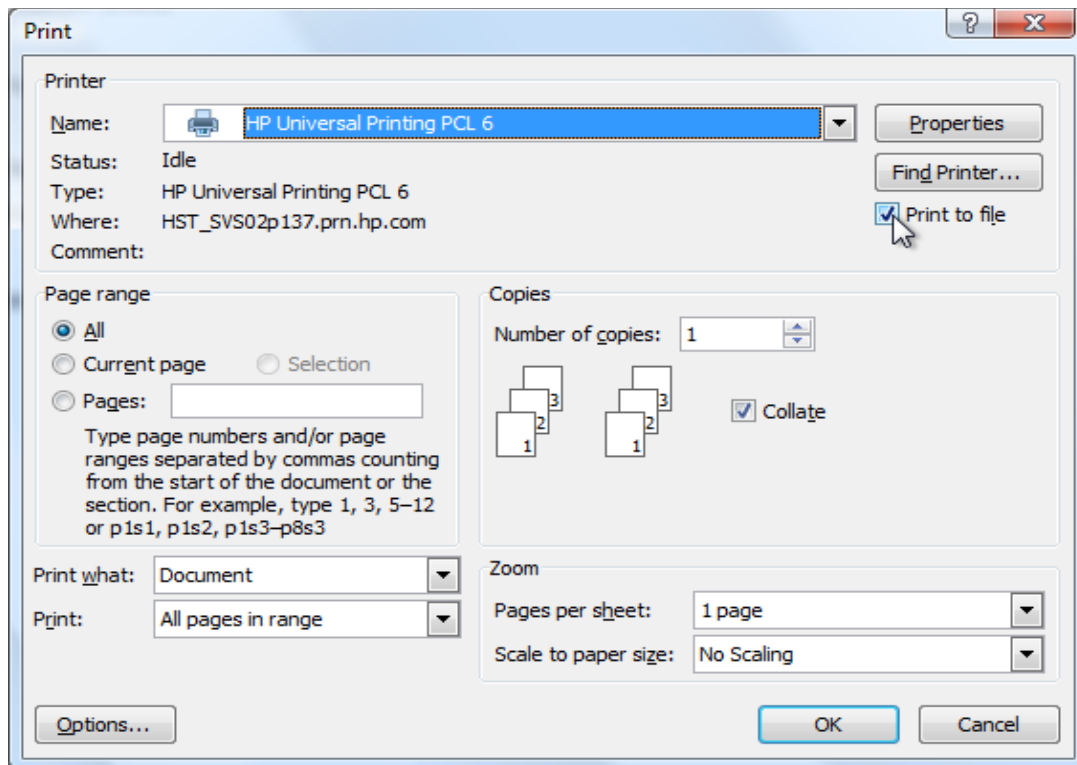 Print
Printer
Name: HP Universal Printing PCL 6
Properties
Status: Idle
Find Printer...
Type: HP Universal Printing PCL 6
Where: HST_SVS02p137.prn.hp.com
Print to file
Comment:
Page range
All
Current page Selection
Pages:
Type page numbers and/or page
ranges separated by commas counting
from the start of the document or the
section. For example, type 1, 3, 5–12
or p1s1, p1s2, p1s3–p8s3
Copies
Number of copies: 1
3 3
2 2
1 1
Collate
Print what: Document
Print: All pages in range
Zoom
Pages per sheet: 1 page
Scale to paper size: No Scaling
Options...
OK
Cancel